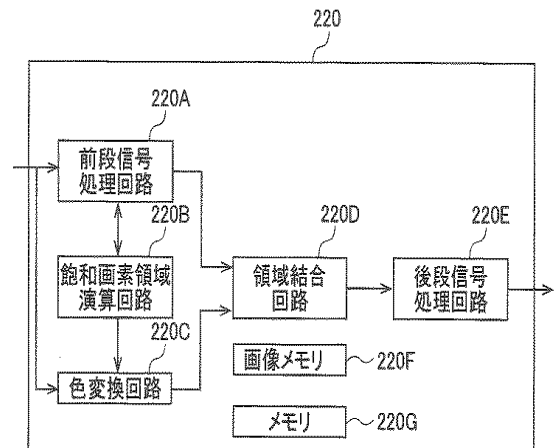 220
220A
前段信号
処理回路
220B
飽和画素領域
演算回路
220C
色変換回路
220D
領域結合
回路
220E
後段信号
処理回路
画像メモリ
220F
メモリ
220G